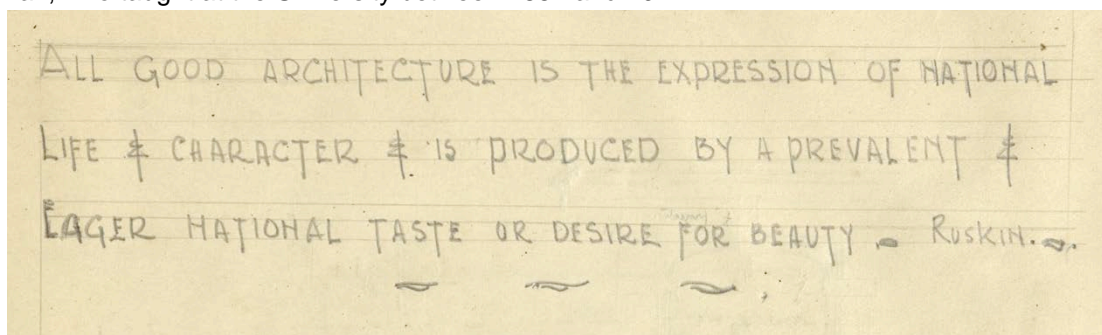 ALL GOOD ARCHITECTURE IS THE EXPRESSION OF NATIONAL
LIFE & CHARACTER & IS PRODUCED BY A PREVALENT &
EAGER NATIONAL TASTE OR DESIRE FOR BEAUTY – RUSKIN.